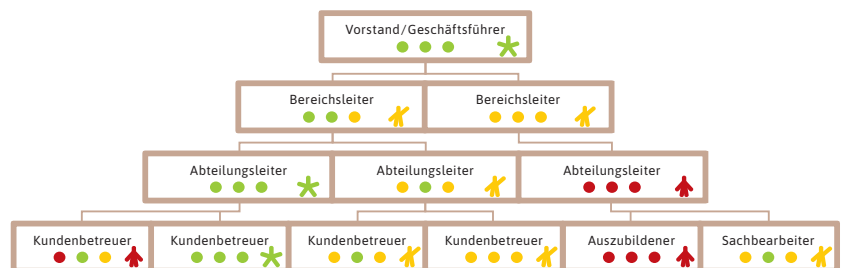 Vorstand/Geschäftsführer
Bereichsleiter
Bereichsleiter
Abteilungsleiter
Abteilungsleiter
Abteilungsleiter
Kundenbetreuer
Kundenbetreuer
Kundenbetreuer
Kundenbetreuer
Auszubildener
Sachbearbeiter